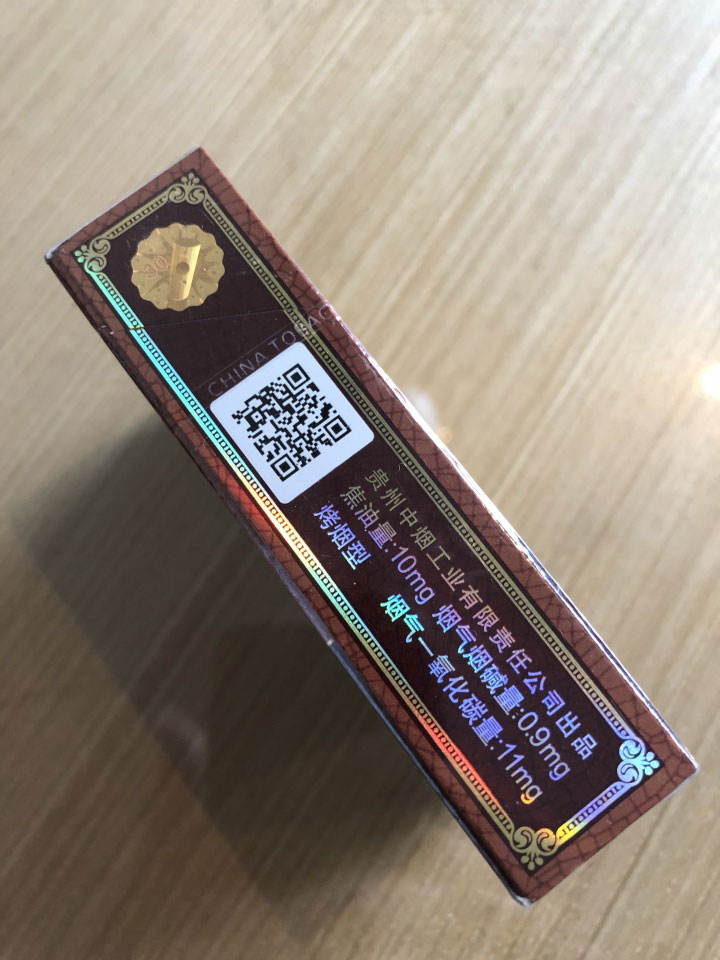 30
CHINA TOBAC
贵州中烟工业有限责任公司出品
焦油量:10mg 烟气烟碱量:0.9mg
烤烟型 烟气一氧化碳量:11mg